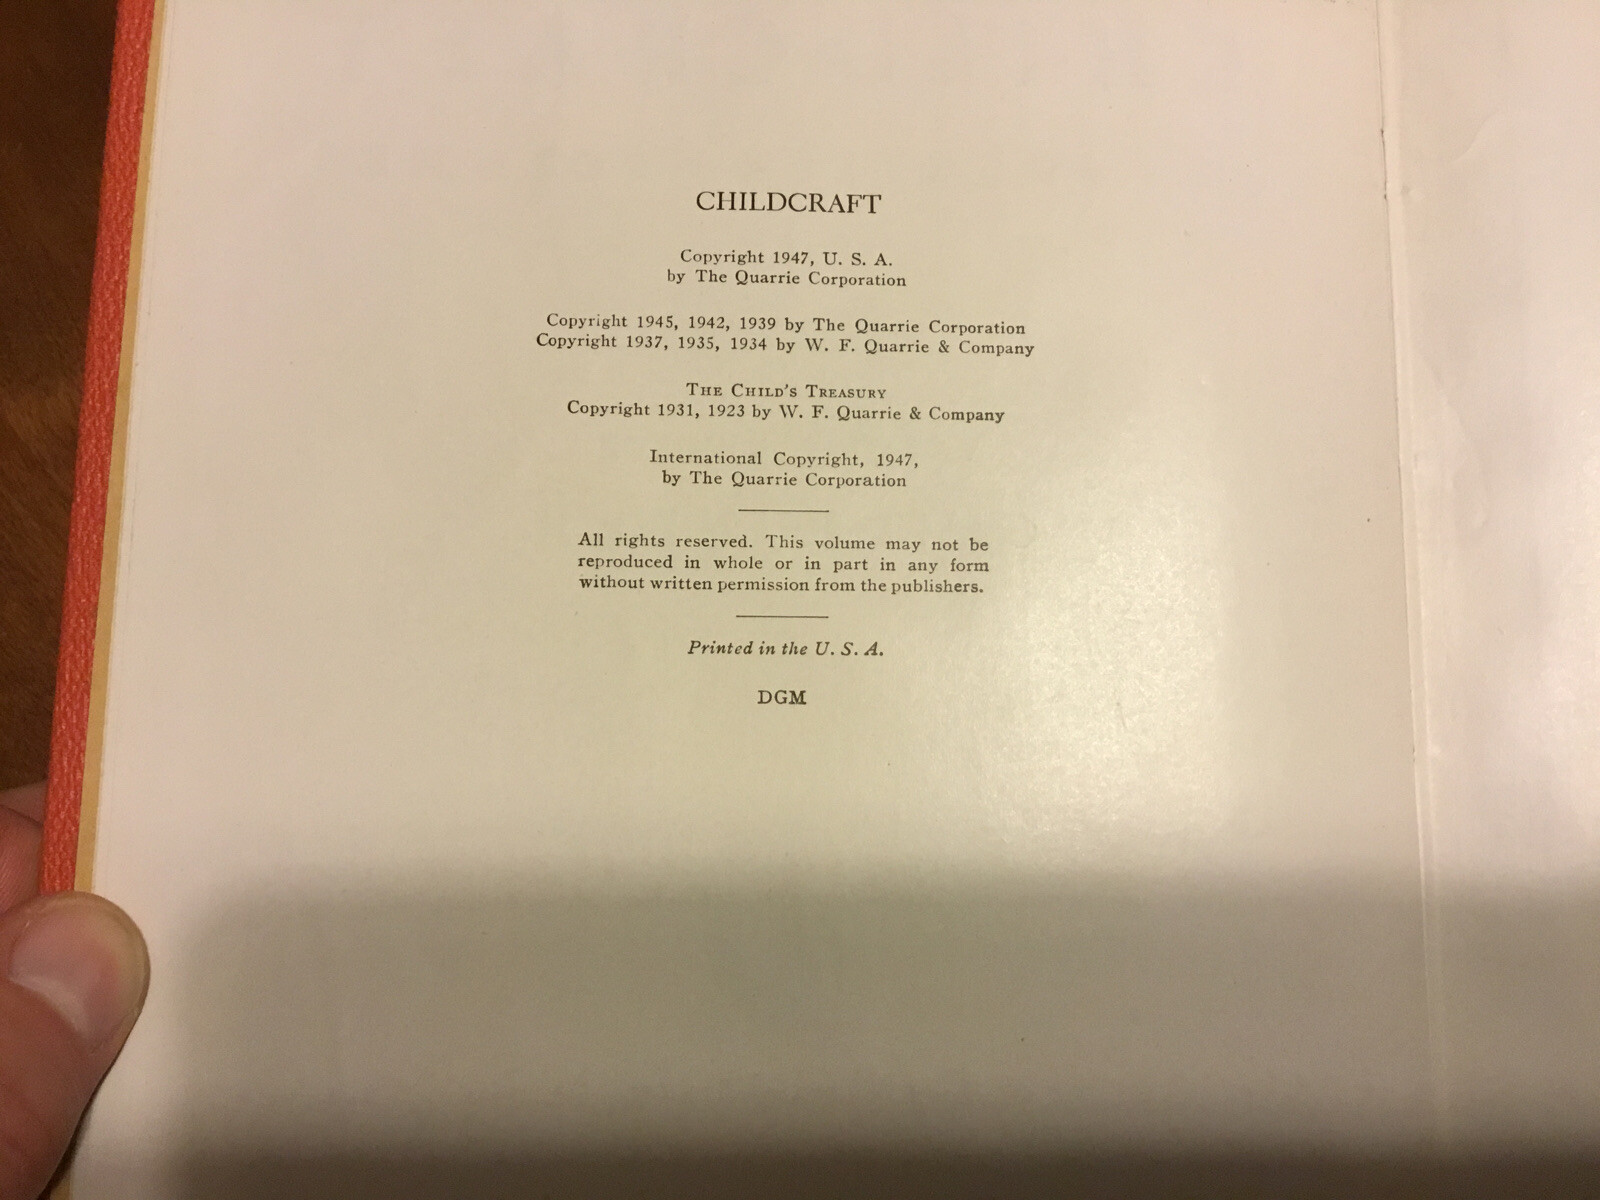 CHILDCRAFT
Copyright 1947, U. S. A.
by The Quarrie Corporation
Copyright 1945, 1942, 1939 by The Quarrie Corporation
Copyright 1937, 1935, 1934 by W. F. Quarrie & Company
THE CHILD'S TREASURY
Copyright 1931, 1923 by W. F. Quarrie & Company
International Copyright, 1947,
by The Quarrie Corporation
All rights reserved. This volume may not be
reproduced in whole or in part in any form
without written permission from the publishers.
Printed in the U. S. A.
DGM